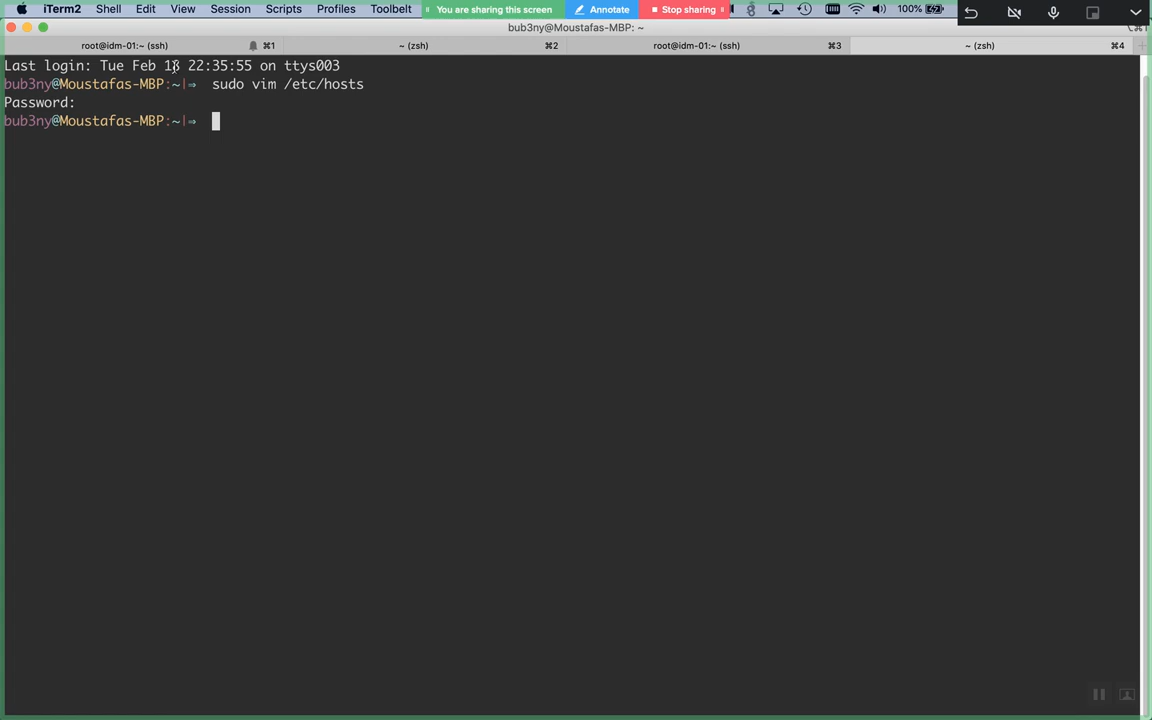 iTerm2 Shell Edit View Session Scripts Profiles Toolbelt You are sharing this screen Annotate Stop sharing 100%
bub3ny@Moustafas-MBP: ~
root@idm-01:~ (ssh) ⌘1 ~ (zsh) ⌘2 root@idm-01:~ (ssh) ⌘3 ~ (zsh) ⌘4
Last login: Tue Feb 18 22:35:55 on ttys003
bub3ny@Moustafas-MBP:~|⇒ sudo vim /etc/hosts
Password:
bub3ny@Moustafas-MBP:~|⇒